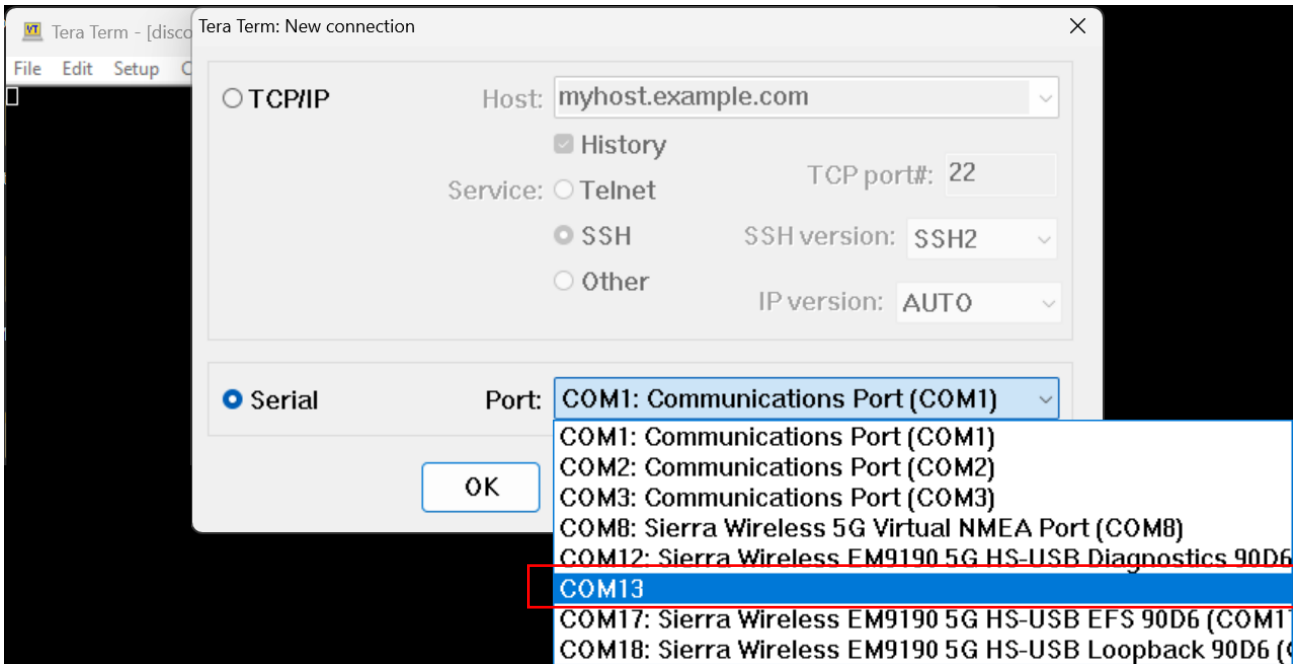 Tera Term - [disco
Tera Term: New connection
File Edit Setup C
TCP/IP
Host: myhost.example.com
History
TCP port#: 22
Service: Telnet
SSH
SSH version: SSH2
Other
IP version: AUTO
Serial
Port: COM1: Communications Port (COM1)
COM1: Communications Port (COM1)
COM2: Communications Port (COM2)
OK
COM3: Communications Port (COM3)
COM8: Sierra Wireless 5G Virtual NMEA Port (COM8)
COM12: Sierra Wireless EM9190 5G HS-USB Diagnostics 90D6
COM13
COM17: Sierra Wireless EM9190 5G HS-USB EFS 90D6 (COM17
COM18: Sierra Wireless EM9190 5G HS-USB Loopback 90D6 (